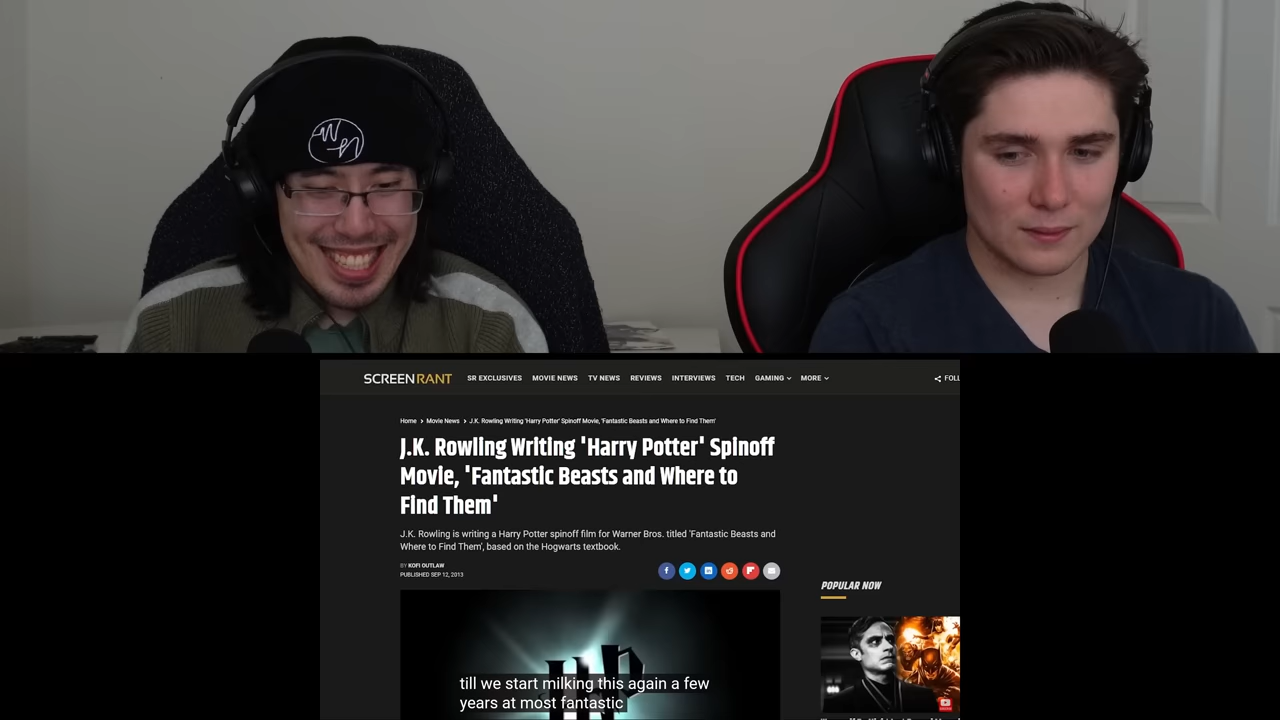 SCREENRANT SR EXCLUSIVES MOVIE NEWS TV NEWS REVIEWS INTERVIEWS TECH GAMING MORE FOLL
Home Movie News J.K. Rowling Writing 'Harry Potter' Spinoff Movie, 'Fantastic Beasts and Where to Find Them'
J.K. Rowling Writing 'Harry Potter' Spinoff
Movie, 'Fantastic Beasts and Where to
Find Them'
J.K. Rowling is writing a Harry Potter spinoff film for Warner Bros. titled 'Fantastic Beasts and
Where to Find Them', based on the Hogwarts textbook.
BY KOFI OUTLAW
PUBLISHED SEP 12, 2013
POPULAR NOW
HP
till we start milking this again a few
years at most fantastic